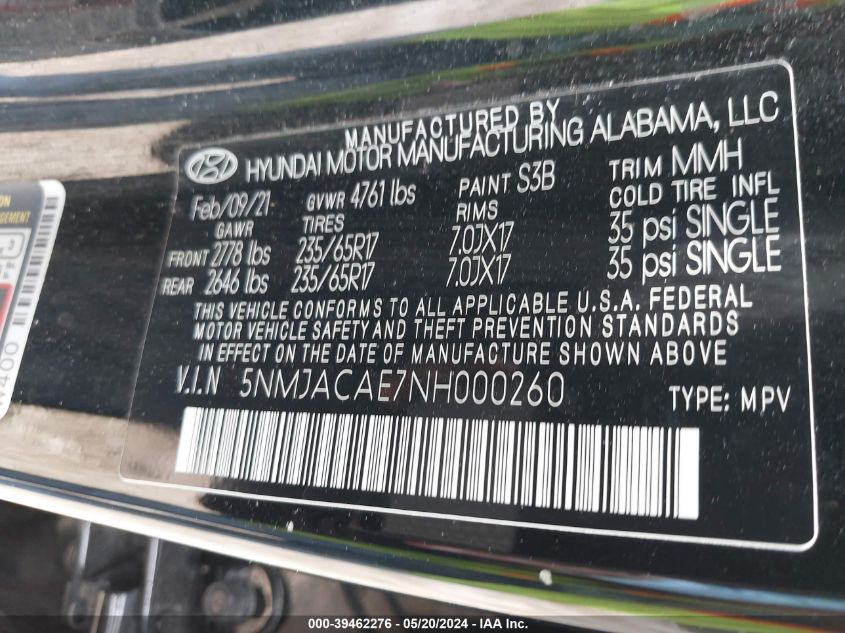 MANUFACTURED BY
HYUNDAI MOTOR MANUFACTURING ALABAMA, LLC
Feb/09/21 GVWR 4761 lbs PAINT S3B TRIM MMH
GAWR TIRES RIMS COLD TIRE INFL
FRONT 2778 lbs 235/65R17 7.0JX17 35 psi SINGLE
REAR 2646 lbs 235/65R17 7.0JX17 35 psi SINGLE
THIS VEHICLE CONFORMS TO ALL APPLICABLE U.S.A. FEDERAL
MOTOR VEHICLE SAFETY AND THEFT PREVENTION STANDARDS
IN EFFECT ON THE DATE OF MANUFACTURE SHOWN ABOVE
V.I.N 5NMJACAE7NH000260 TYPE: MPV
000-39462276 - 05/20/2024 - IAAI.com